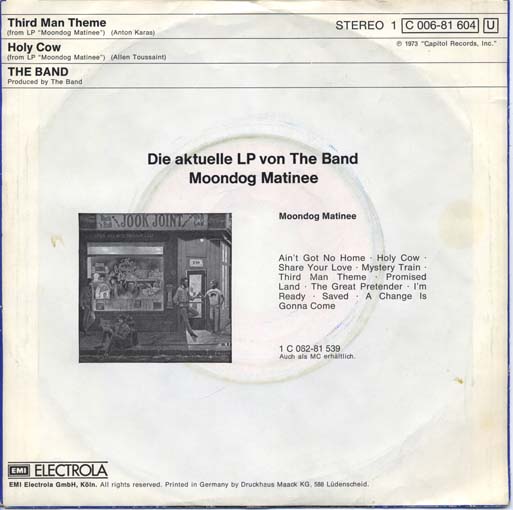 Third Man Theme
(from LP "Moondog Matinee") (Anton Karas)
STEREO 1 C 006-81 604 U
Holy Cow
(from LP "Moondog Matinee") (Allen Toussaint)
℗ 1973 "Capitol Records, Inc."
THE BAND
Produced by The Band
Die aktuelle LP von The Band
Moondog Matinee
JOOK JOINT
Moondog Matinee
Ain't Got No Home · Holy Cow ·
Share Your Love · Mystery Train ·
Third Man Theme · Promised
Land · The Great Pretender · I'm
Ready · Saved · A Change Is
Gonna Come
1 C 062-81 539
Auch als MC erhältlich.
EMI ELECTROLA
EMI Electrola GmbH, Köln. All rights reserved. Printed in Germany by Druckhaus Maack KG, 588 Lüdenscheid.